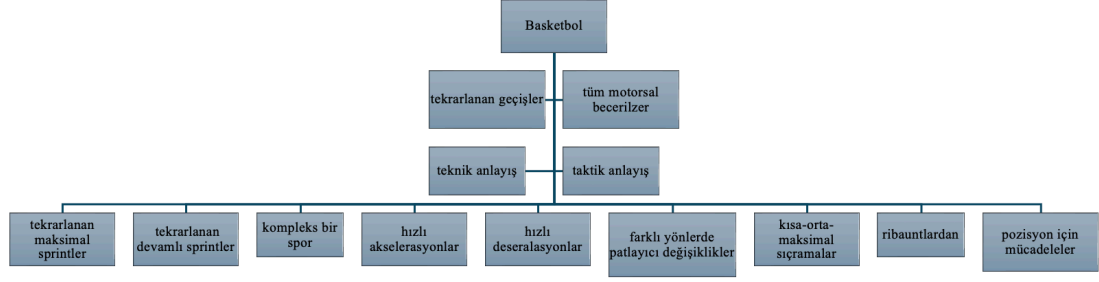 Basketbol
tekrarlanan geçişler
tüm motorsal
becerilzer
teknik anlayış
taktik anlayış
tekrarlanan
maksimal
sprintler
tekrarlanan
devamlı sprintler
kompleks bir
spor
hızlı
akselerasyonlar
hızlı
deseralasyonlar
farklı yönlerde
patlayıcı değişiklikler
kısa-orta-
maksimal
sıçramalar
ribauntlardan
pozisyon için
mücadeleler